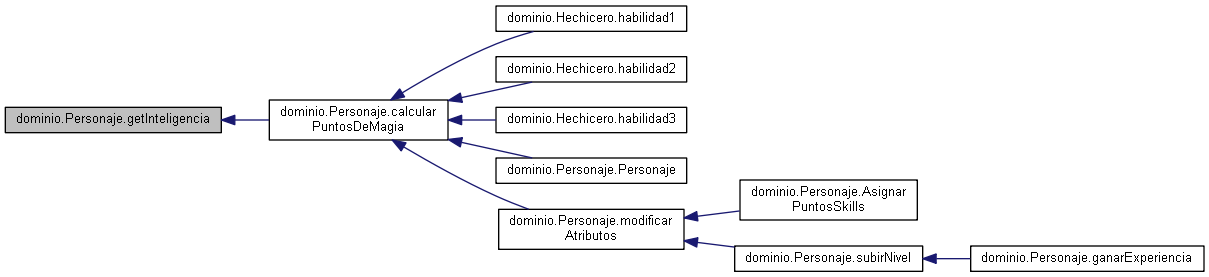 dominio.Personaje.getInteligencia
dominio.Personaje.calcular
PuntosDeMagia
dominio.Hechicero.habilidad1
dominio.Hechicero.habilidad2
dominio.Hechicero.habilidad3
dominio.Personaje.Personaje
dominio.Personaje.modificar
Atributos
dominio.Personaje.Asignar
PuntosSkills
dominio.Personaje.subirNivel
dominio.Personaje.ganarExperiencia